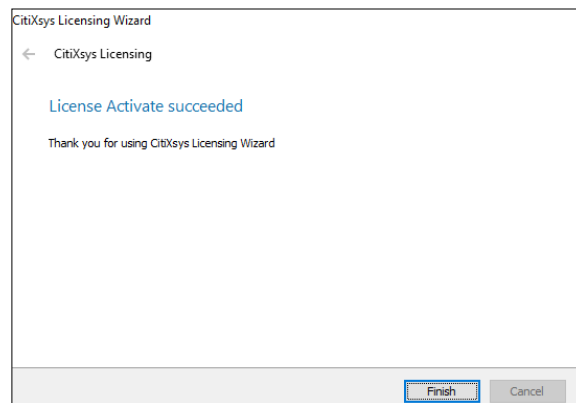 CitiXsys Licensing Wizard
CitiXsys Licensing
License Activate succeeded
Thank you for using CitiXsys Licensing Wizard
Finish
Cancel